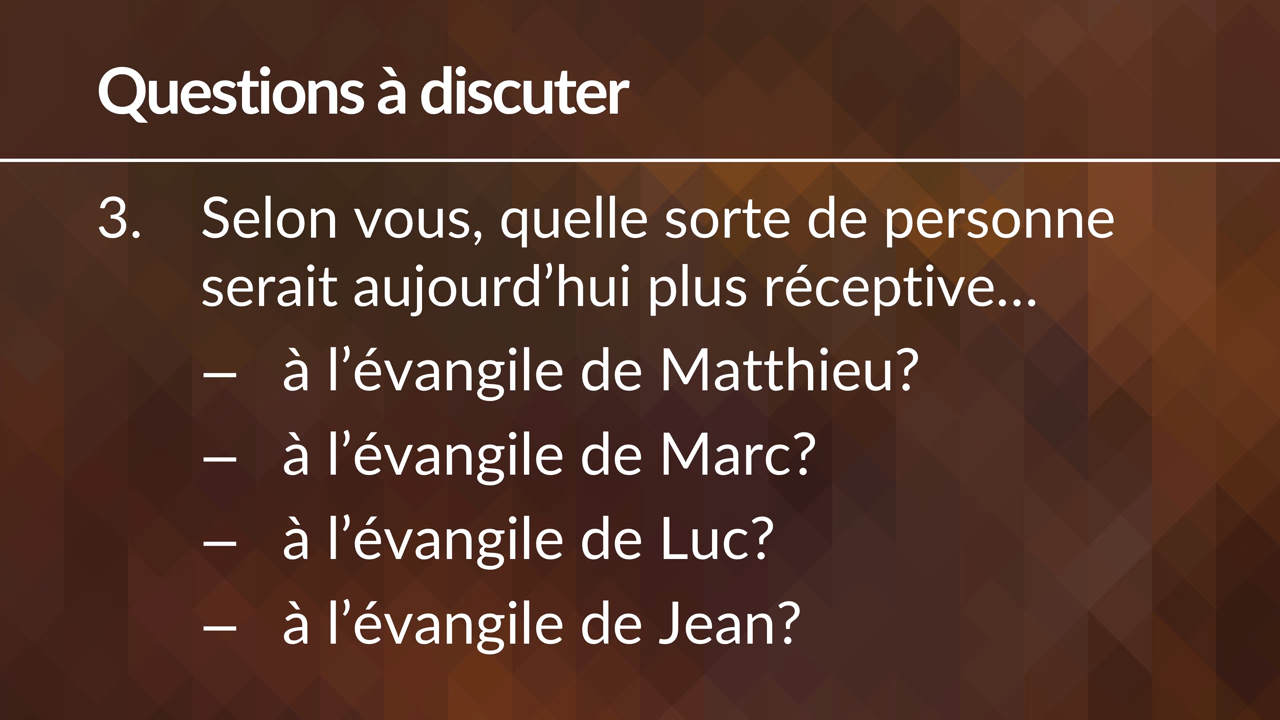 Questions à discuter
3. Selon vous, quelle sorte de personne
serait aujourd’hui plus réceptive…
– à l’évangile de Matthieu?
– à l’évangile de Marc?
– à l’évangile de Luc?
– à l’évangile de Jean?